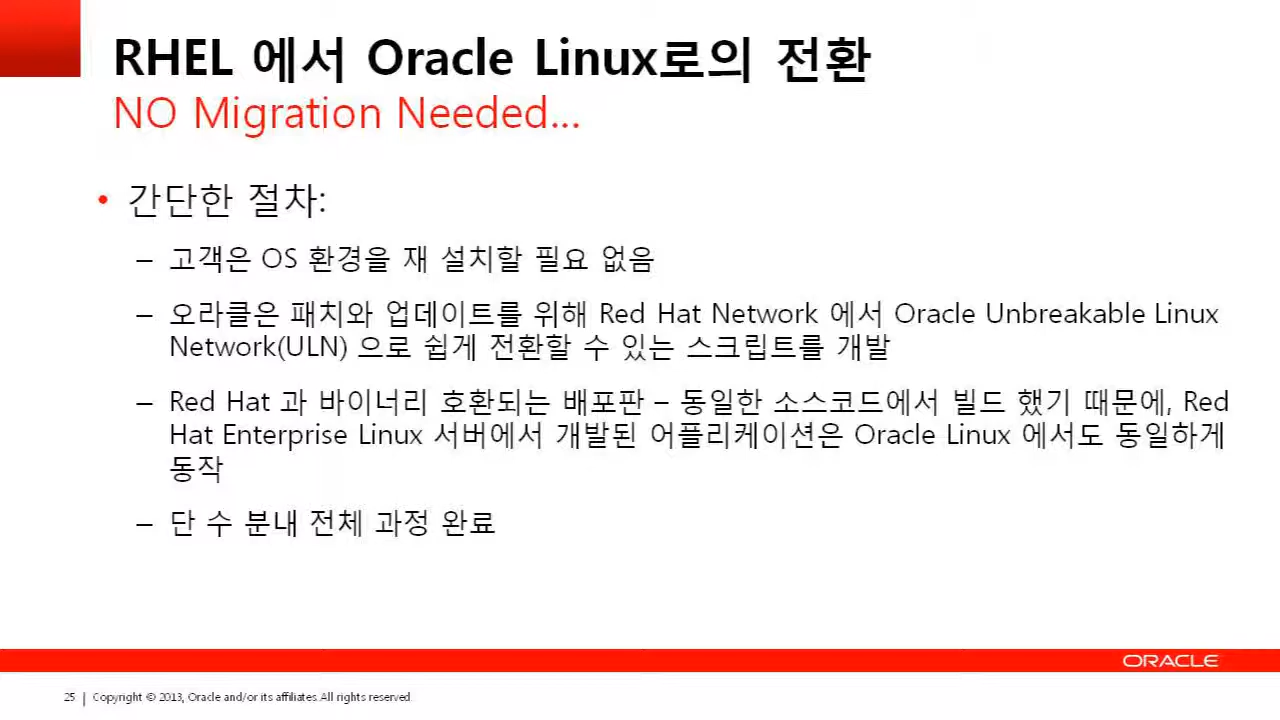 RHEL 에서 Oracle Linux로의 전환
NO Migration Needed...
• 간단한 절차:
– 고객은 OS 환경을 재 설치할 필요 없음
– 오라클은 패치와 업데이트를 위해 Red Hat Network 에서 Oracle Unbreakable Linux
Network(ULN) 으로 쉽게 전환할 수 있는 스크립트를 개발
– Red Hat 과 바이너리 호환되는 배포판 – 동일한 소스코드에서 빌드 했기 때문에, Red
Hat Enterprise Linux 서버에서 개발된 어플리케이션은 Oracle Linux 에서도 동일하게
동작
– 단 수 분내 전체 과정 완료
ORACLE
25 | Copyright © 2013, Oracle and/or its affiliates. All rights reserved.